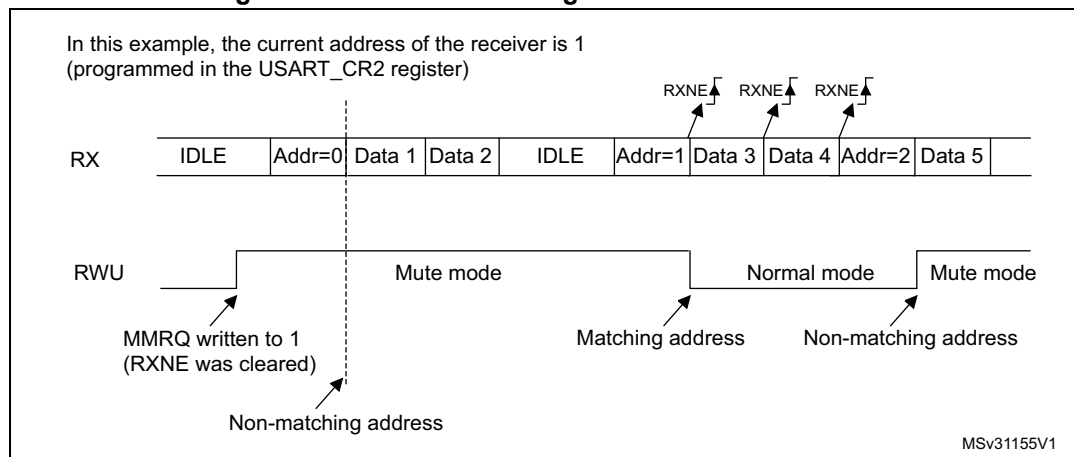 In this example, the current address of the receiver is 1
(programmed in the USART_CR2 register)
RXNE RXNE RXNE
RX IDLE Addr=0 Data 1 Data 2 IDLE Addr=1 Data 3 Data 4 Addr=2 Data 5
RWU Mute mode Normal mode Mute mode
MMRQ written to 1
(RXNE was cleared)
Matching address Non-matching address
Non-matching address
MSv31155V1